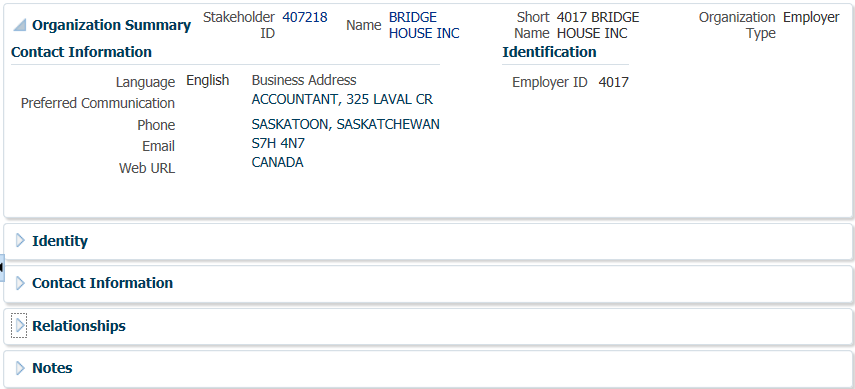 Organization Summary
Stakeholder ID 407218
Name BRIDGE HOUSE INC
Short Name 4017 BRIDGE HOUSE INC
Organization Type Employer
Contact Information
Identification
Language English
Business Address
Employer ID 4017
Preferred Communication
ACCOUNTANT, 325 LAVAL CR
Phone
SASKATOON, SASKATCHEWAN
Email
S7H 4N7
Web URL
CANADA
Identity
Contact Information
Relationships
Notes